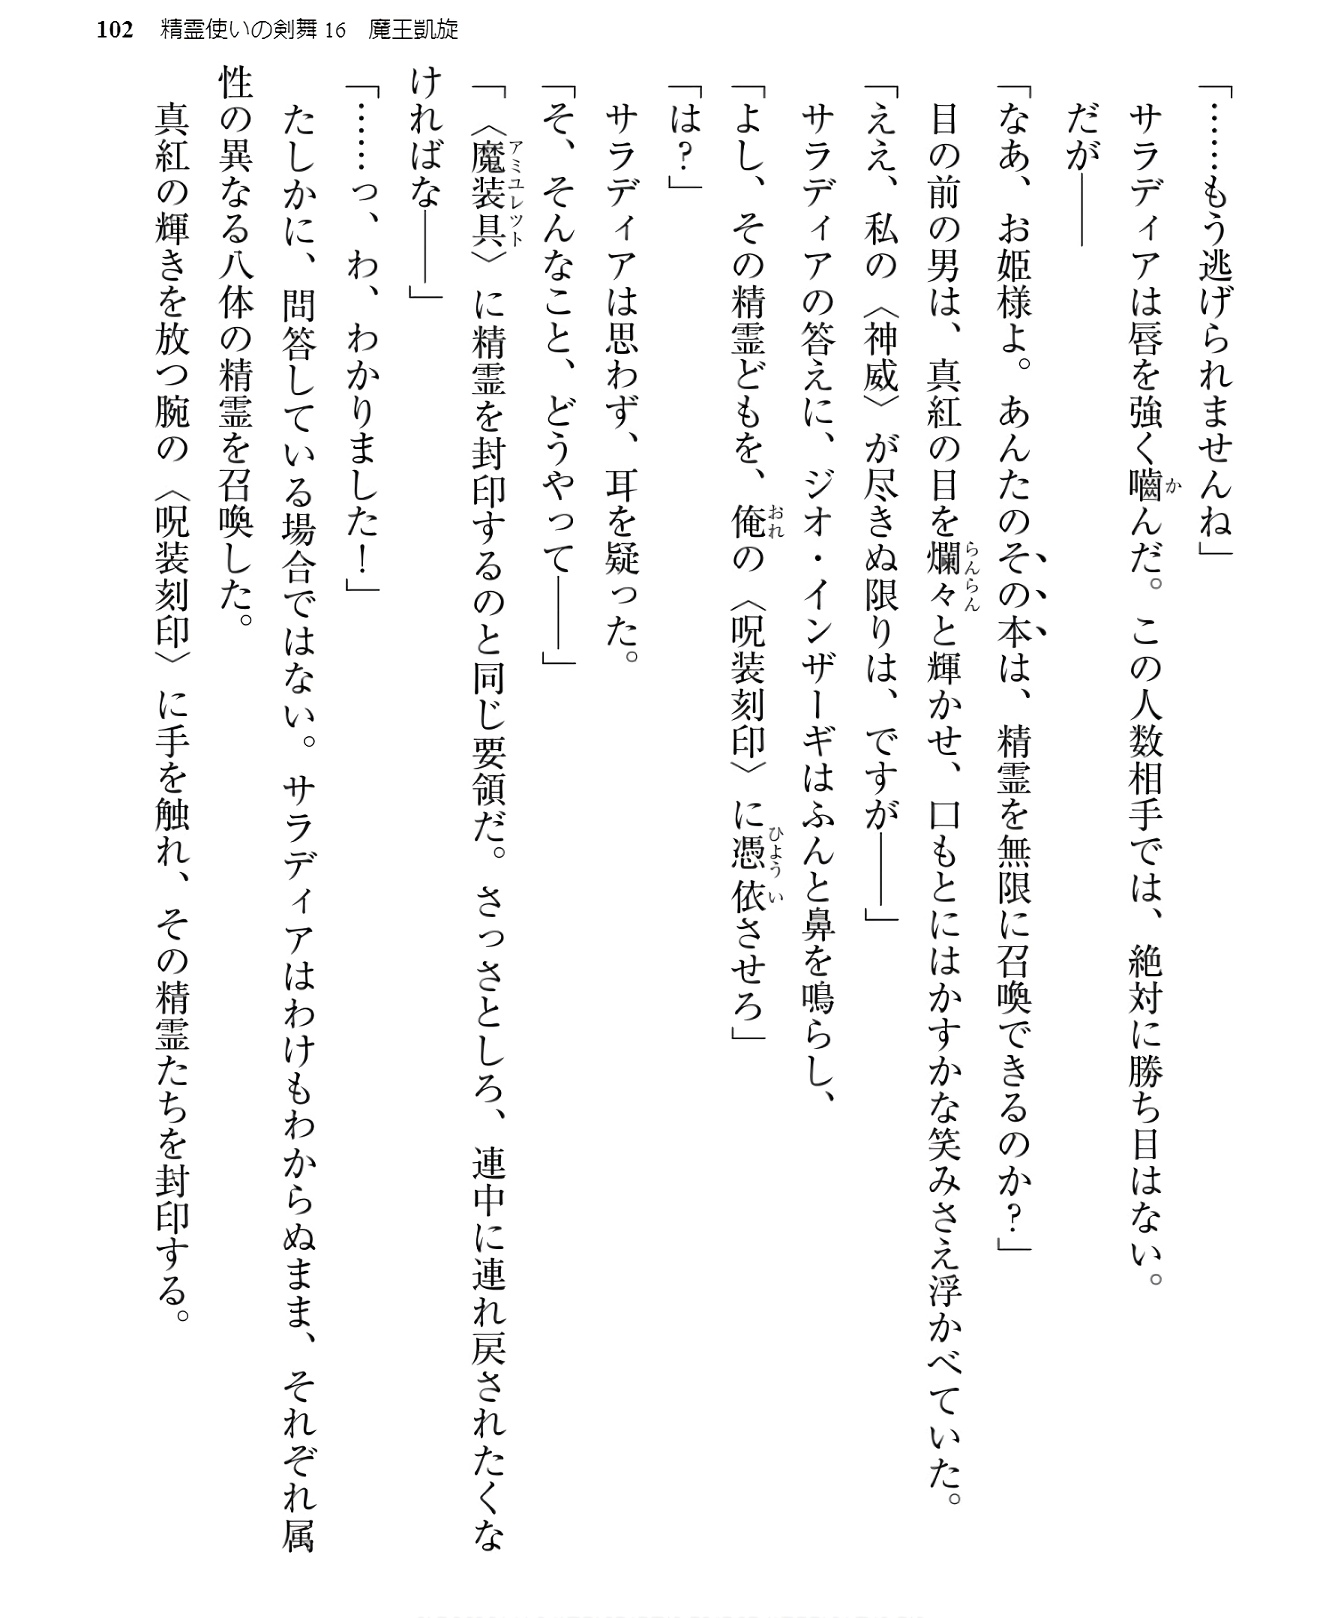 102 精霊使いの剣舞16 魔王凱旋
「……もう逃げられませんね」
サラディアは唇を強く嚙んだ。この人数相手では、絶対に勝ち目はない。
だが――
「なあ、お姫様よ。あんたのその本は、精霊を無限に召喚できるのか？」
目の前の男は、真紅の目を爛々と輝かせ、口もとにはかすかな笑みさえ浮かべていた。
「ええ、私の〈神威〉が尽きぬ限りは、ですが――」
サラディアの答えに、ジオ・インザーギはふんと鼻を鳴らし、
「よし、その精霊どもを、俺の〈呪装刻印〉に憑依させろ」
「は？」
サラディアは思わず、耳を疑った。
「そ、そんなこと、どうやって――」
「〈魔装具〉に精霊を封印するのと同じ要領だ。さっさとしろ、連中に連れ戻されたくな
ければな――」
「……っ、わ、わかりました！」
たしかに、問答している場合ではない。サラディアはわけもわからぬまま、それぞれ属
性の異なる八体の精霊を召喚した。
真紅の輝きを放つ腕の〈呪装刻印〉に手を触れ、その精霊たちを封印する。